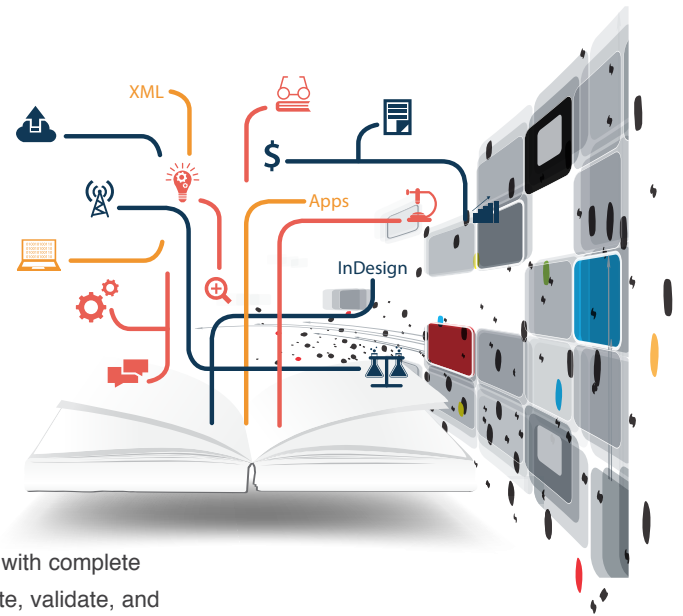 XML
$
Apps
InDesign
with complete
te, validate, and